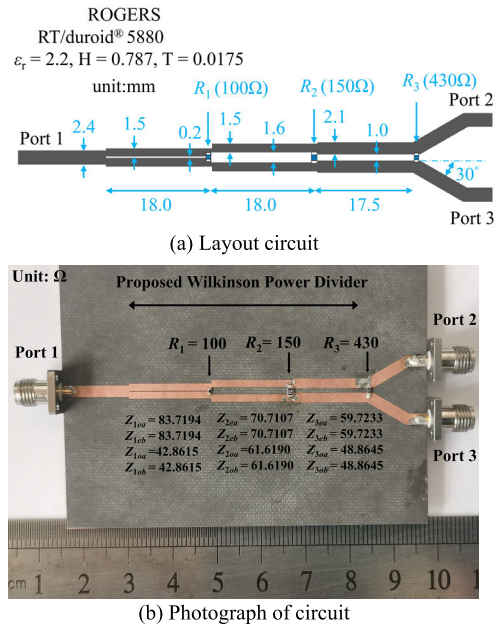 ROGERS
RT/duroid® 5880
εr = 2.2, H = 0.787, T = 0.0175
unit:mm
R1 (100Ω)
R2 (150Ω)
R3 (430Ω)
Port 2
Port 1
2.4
1.5
0.2
1.5
1.6
2.1
1.0
30°
18.0
18.0
17.5
Port 3
(a) Layout circuit
Unit: Ω
Proposed Wilkinson Power Divider
Port 2
Port 1
R1 = 100
R2= 150
R3 = 430
Port 3
Z1ea = 83.7194
Z2ea = 70.7107
Z3ea = 59.7233
Z1eb = 83.7194
Z2eb = 70.7107
Z3eb = 59.7233
Z1oa = 42.8615
Z2oa = 61.6190
Z3oa = 48.8645
Z1ob = 42.8615
Z2ob = 61.6190
Z3ob = 48.8645
cm 1 2 3 4 5 6 7 8 9 10 11
(b) Photograph of circuit